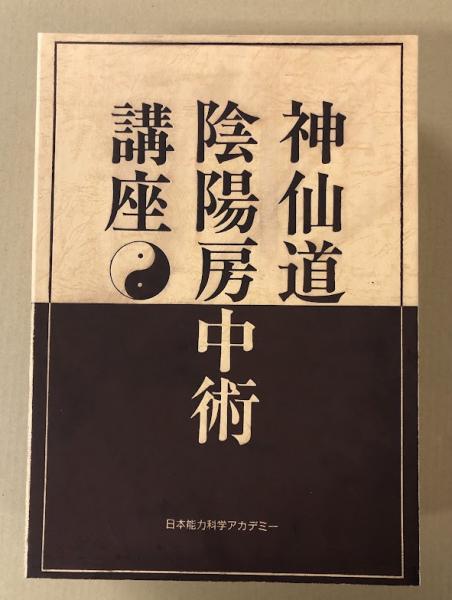 神仙道
陰陽房中術
講座
日本能力科学アカデミー